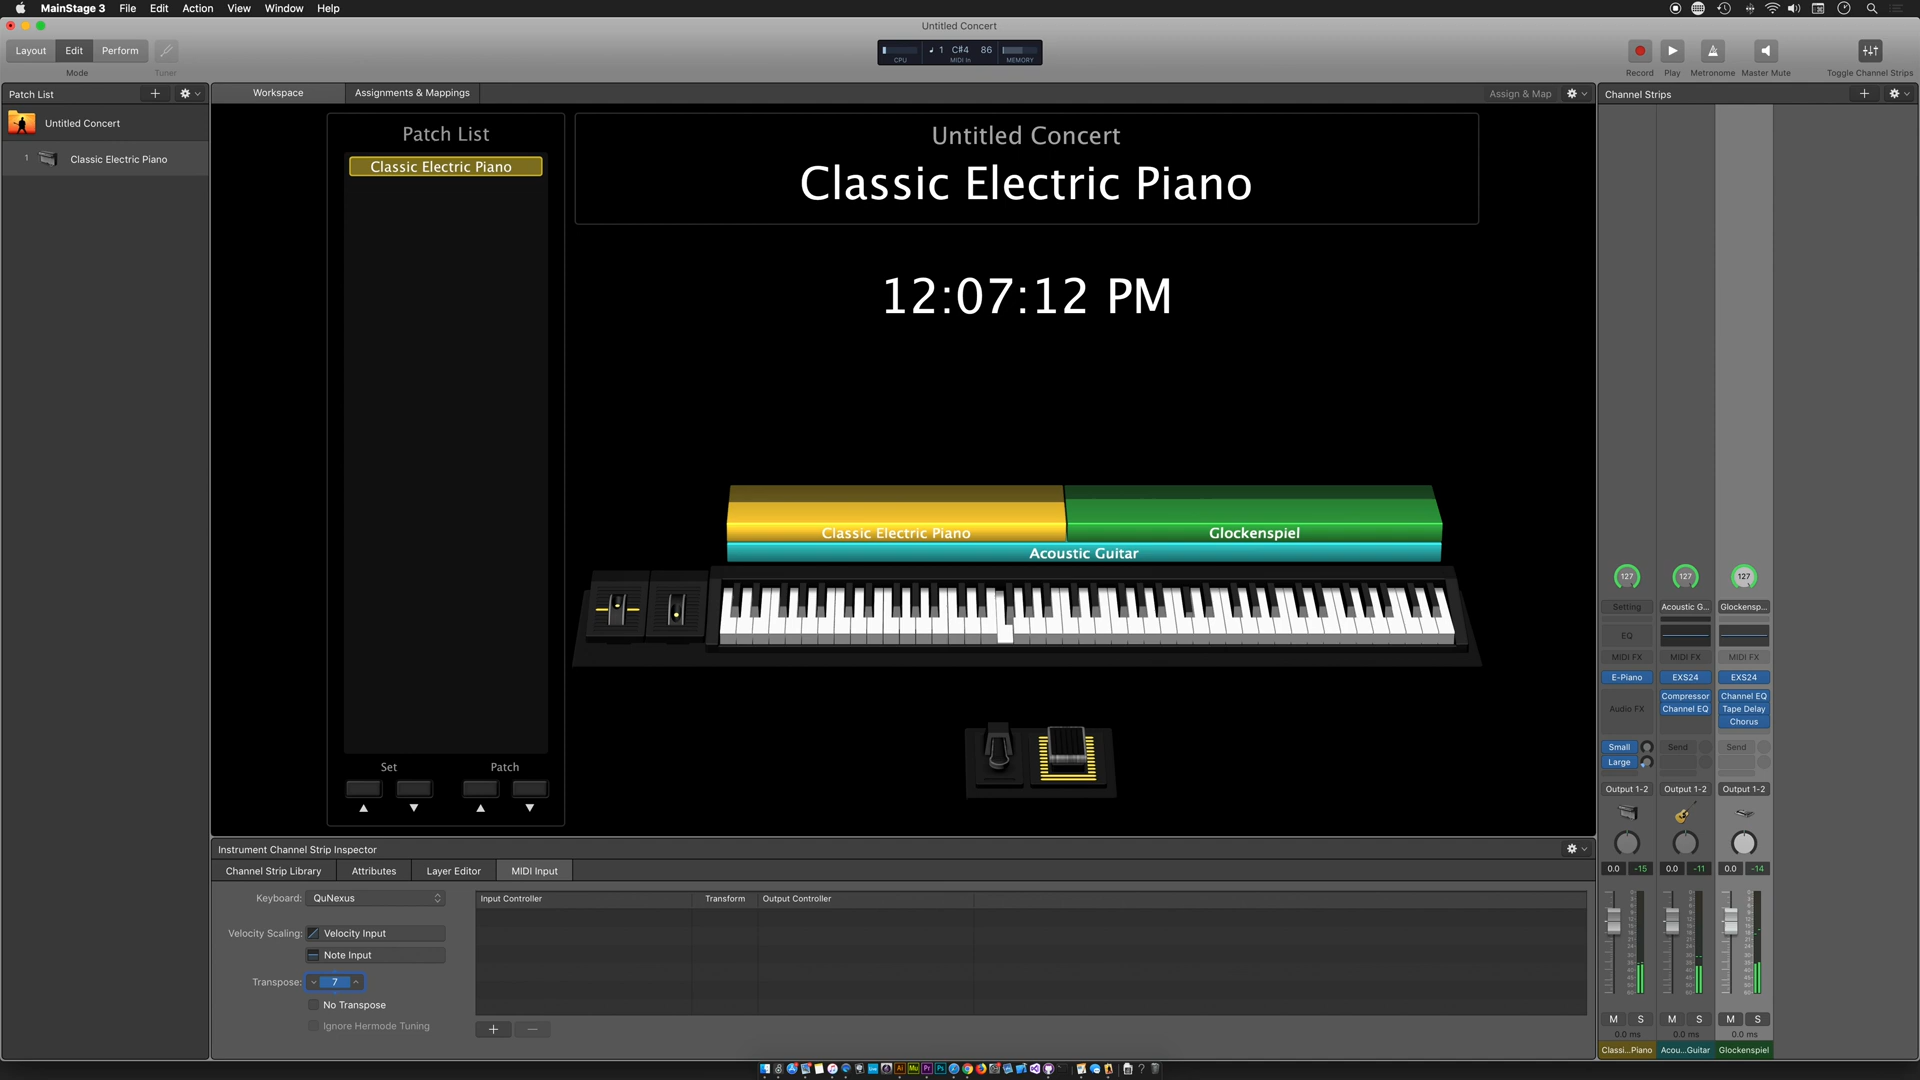 MainStage 3 File Edit Action View Window Help
Untitled Concert
Layout Edit Perform
Mode
Tuner
1 C#4 86
CPU MIDI In MEMORY
Record Play Metronome Master Mute Toggle Channel Strips
Patch List
Workspace Assignments & Mappings
Assign & Map
Channel Strips
Untitled Concert
1 Classic Electric Piano
Patch List
Classic Electric Piano
Set Patch
Untitled Concert
Classic Electric Piano
12:07:12 PM
Classic Electric Piano Glockenspiel
Acoustic Guitar
127 127 127
Setting Acoustic G... Glockensp...
EQ
MIDI FX MIDI FX MIDI FX
E-Piano EXS24 EXS24
Compressor Channel EQ
Audio FX Channel EQ Tape Delay
Chorus
Small Send Send
Large
Output 1-2 Output 1-2 Output 1-2
0.0 -15 0.0 -11 0.0 -14
M S M S M S
0.0 ms 0.0 ms 0.0 ms
Classi...Piano Acou...Guitar Glockenspiel
Instrument Channel Strip Inspector
Channel Strip Library Attributes Layer Editor MIDI Input
Keyboard: QuNexus
Velocity Scaling: Velocity Input
Note Input
Transpose: 7
No Transpose
Ignore Hermode Tuning
Input Controller Transform Output Controller